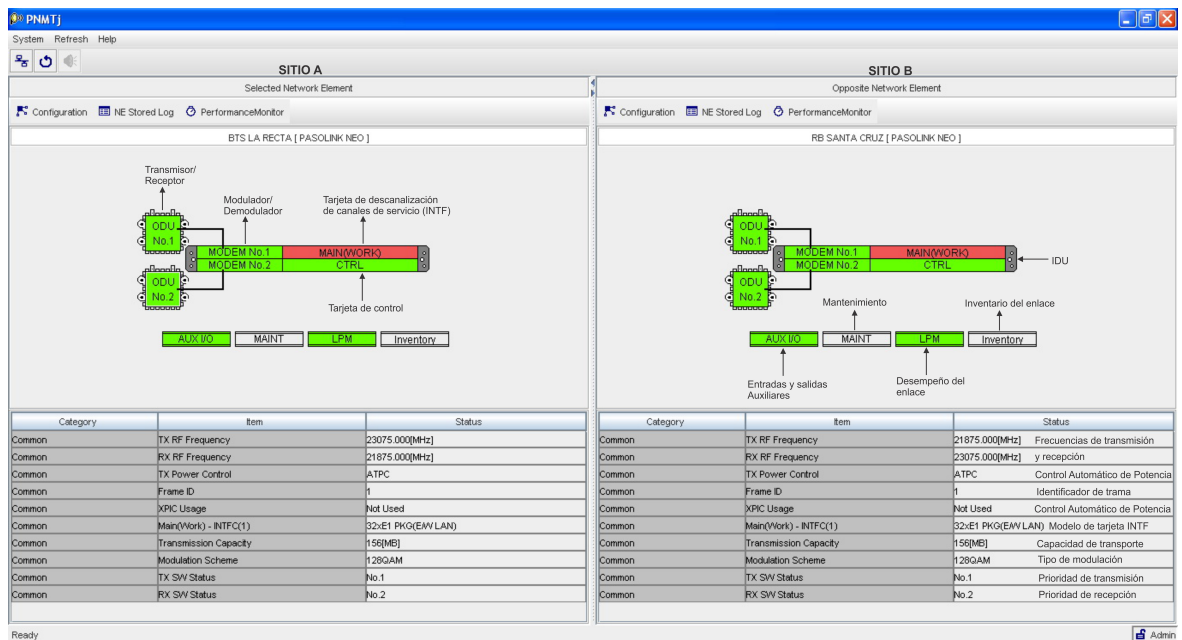 PNMTj
System Refresh Help
SITIO A
SITIO B
Selected Network Element
Opposite Network Element
Configuration NE Stored Log PerformanceMonitor
Configuration NE Stored Log PerformanceMonitor
BTS LA RECTA [ PASOLINK NEO ]
RB SANTA CRUZ [ PASOLINK NEO ]
Transmisor/
Receptor
Modulador/
Demodulador
Tarjeta de descanalización
de canales de servicio (INTF)
ODU
No.1
MODEM No.1 MAIN(WORK)
MODEM No.2 CTRL
ODU
No.2
Tarjeta de control
AUX I/O MAINT LPM Inventory
ODU
No.1
MODEM No.1 MAIN(WORK)
MODEM No.2 CTRL
IDU
ODU
No.2
Mantenimiento
Inventario del enlace
AUX I/O MAINT LPM Inventory
Entradas y salidas
Auxiliares
Desempeño del
enlace
Category Item Status
Common TX RF Frequency 23075.000[MHz]
Common RX RF Frequency 21875.000[MHz]
Common TX Power Control ATPC
Common Frame ID 1
Common XPIC Usage Not Used
Common Main(Work) - INTFC(1) 32xE1 PKG(E/W LAN)
Common Transmission Capacity 156[MB]
Common Modulation Scheme 128QAM
Common TX SW Status No.1
Common RX SW Status No.2
Category Item Status
Common TX RF Frequency 21875.000[MHz] Frecuencias de transmisión
Common RX RF Frequency 23075.000[MHz] y recepción
Common TX Power Control ATPC Control Automático de Potencia
Common Frame ID 1 Identificador de trama
Common XPIC Usage Not Used Control Automático de Potencia
Common Main(Work) - INTFC(1) 32xE1 PKG(E/W LAN) Modelo de tarjeta INTF
Common Transmission Capacity 156[MB] Capacidad de transporte
Common Modulation Scheme 128QAM Tipo de modulación
Common TX SW Status No.1 Prioridad de transmisión
Common RX SW Status No.2 Prioridad de recepción
Ready
Admin